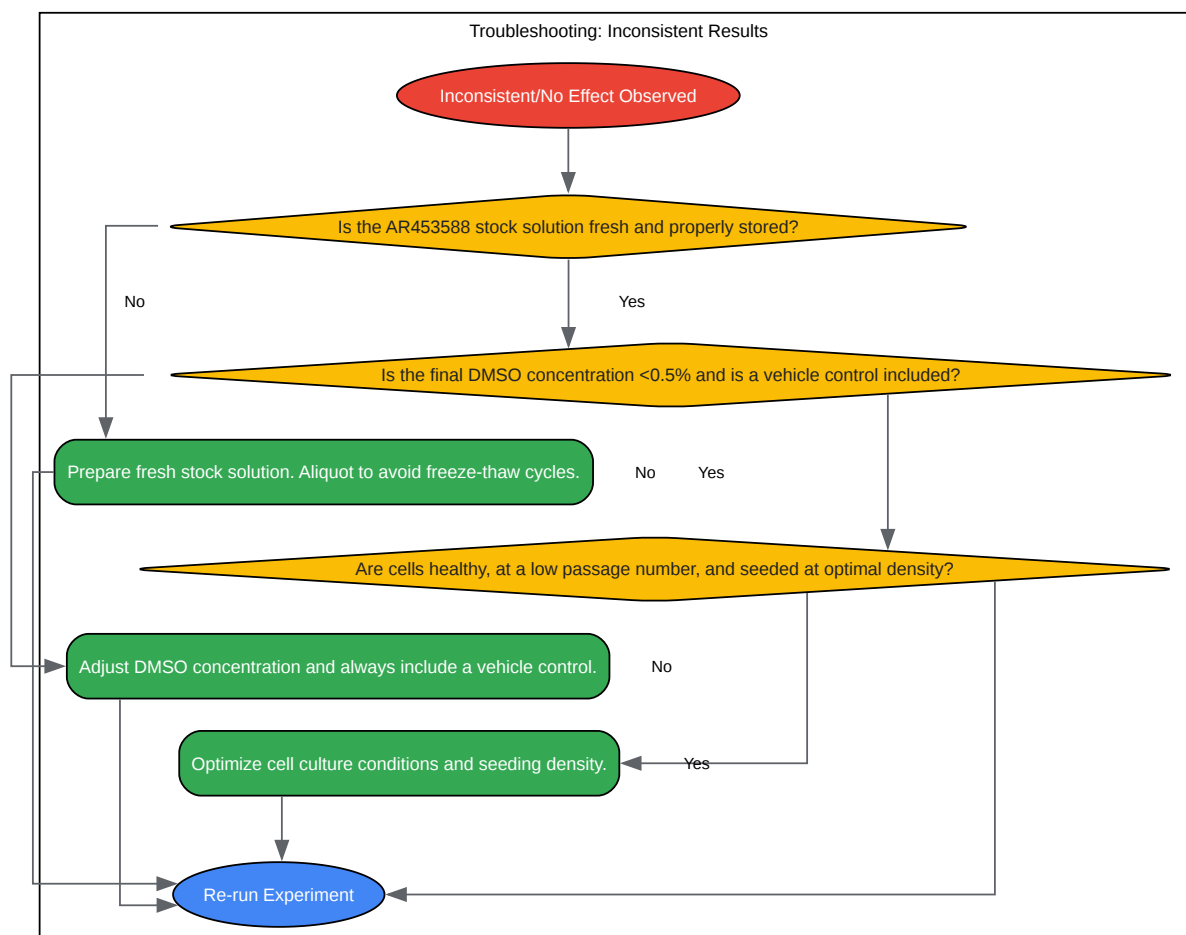 Troubleshooting: Inconsistent Results
Inconsistent/No Effect Observed
Is the AR453588 stock solution fresh and properly stored?
No
Yes
Is the final DMSO concentration <0.5% and is a vehicle control included?
Prepare fresh stock solution. Aliquot to avoid freeze-thaw cycles.
No
Yes
Are cells healthy, at a low passage number, and seeded at optimal density?
Adjust DMSO concentration and always include a vehicle control.
No
Optimize cell culture conditions and seeding density.
Yes
Re-run Experiment